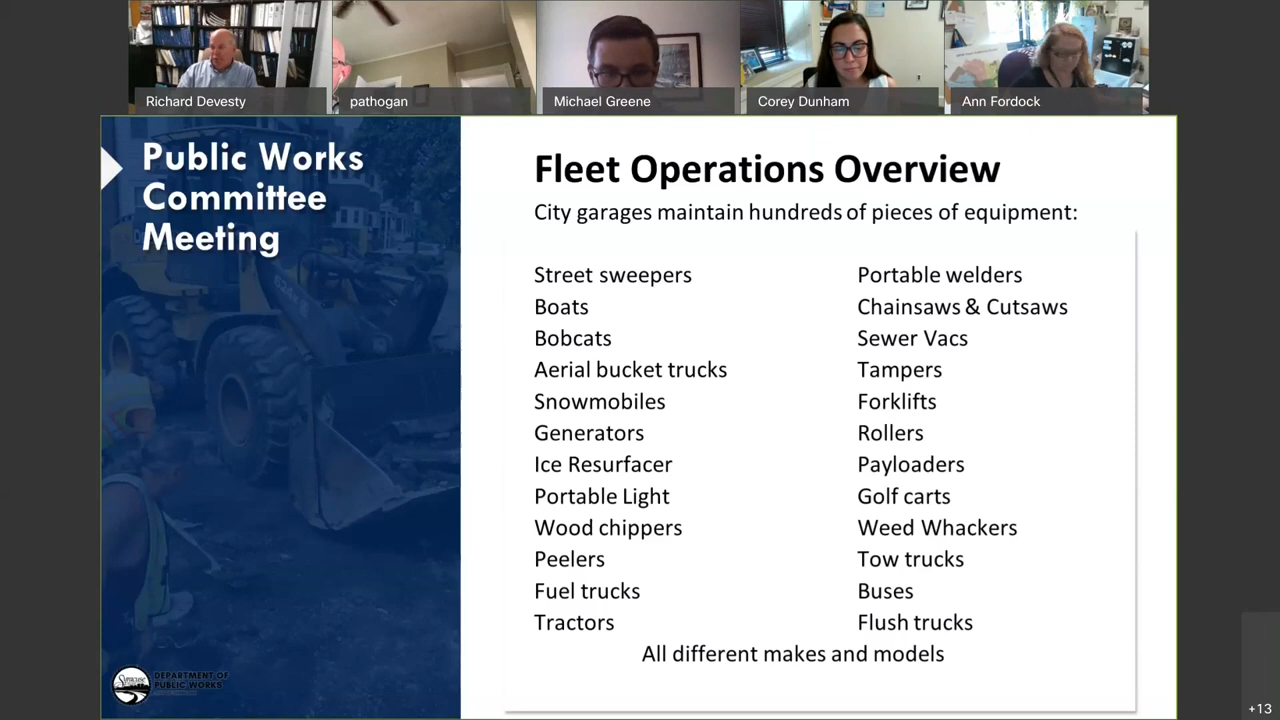 Richard Devesty
pathogan
Michael Greene
Corey Dunham
Ann Fordock
Public Works
Committee
Meeting
Fleet Operations Overview
City garages maintain hundreds of pieces of equipment:
Street sweepers
Boats
Bobcats
Aerial bucket trucks
Snowmobiles
Generators
Ice Resurfacer
Portable Light
Wood chippers
Peelers
Fuel trucks
Tractors
Portable welders
Chainsaws & Cutsaws
Sewer Vacs
Tampers
Forklifts
Rollers
Payloaders
Golf carts
Weed Whackers
Tow trucks
Buses
Flush trucks
All different makes and models
Syracuse
DEPARTMENT OF
PUBLIC WORKS
+13